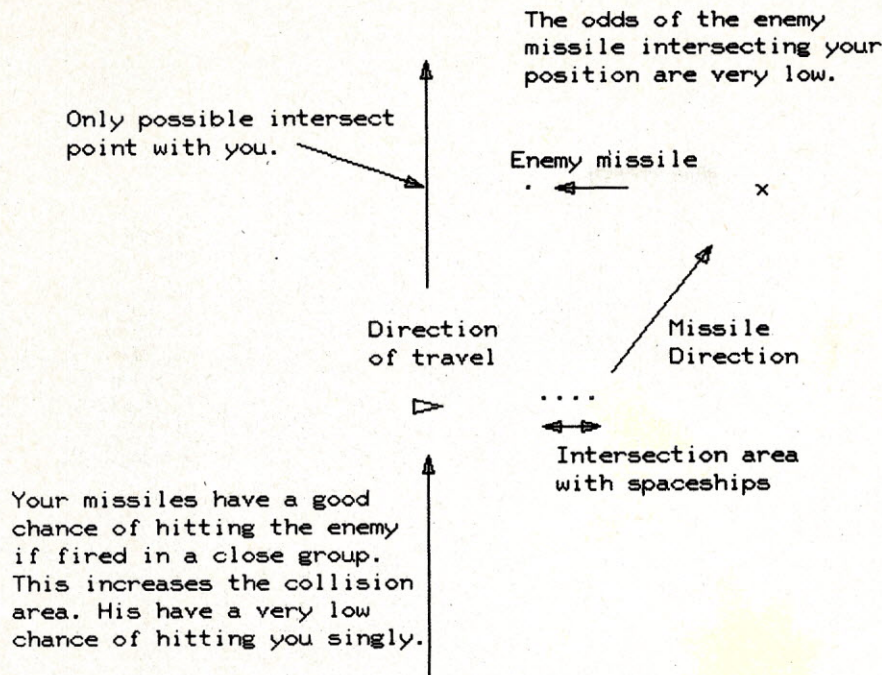 The odds of the enemy
missile intersecting your
position are very low.
Only possible intersect
point with you.
Enemy missile
x
Direction
of travel
Missile
Direction
Intersection area
with spaceships
Your missiles have a good
chance of hitting the enemy
if fired in a close group.
This increases the collision
area. His have a very low
chance of hitting you singly.